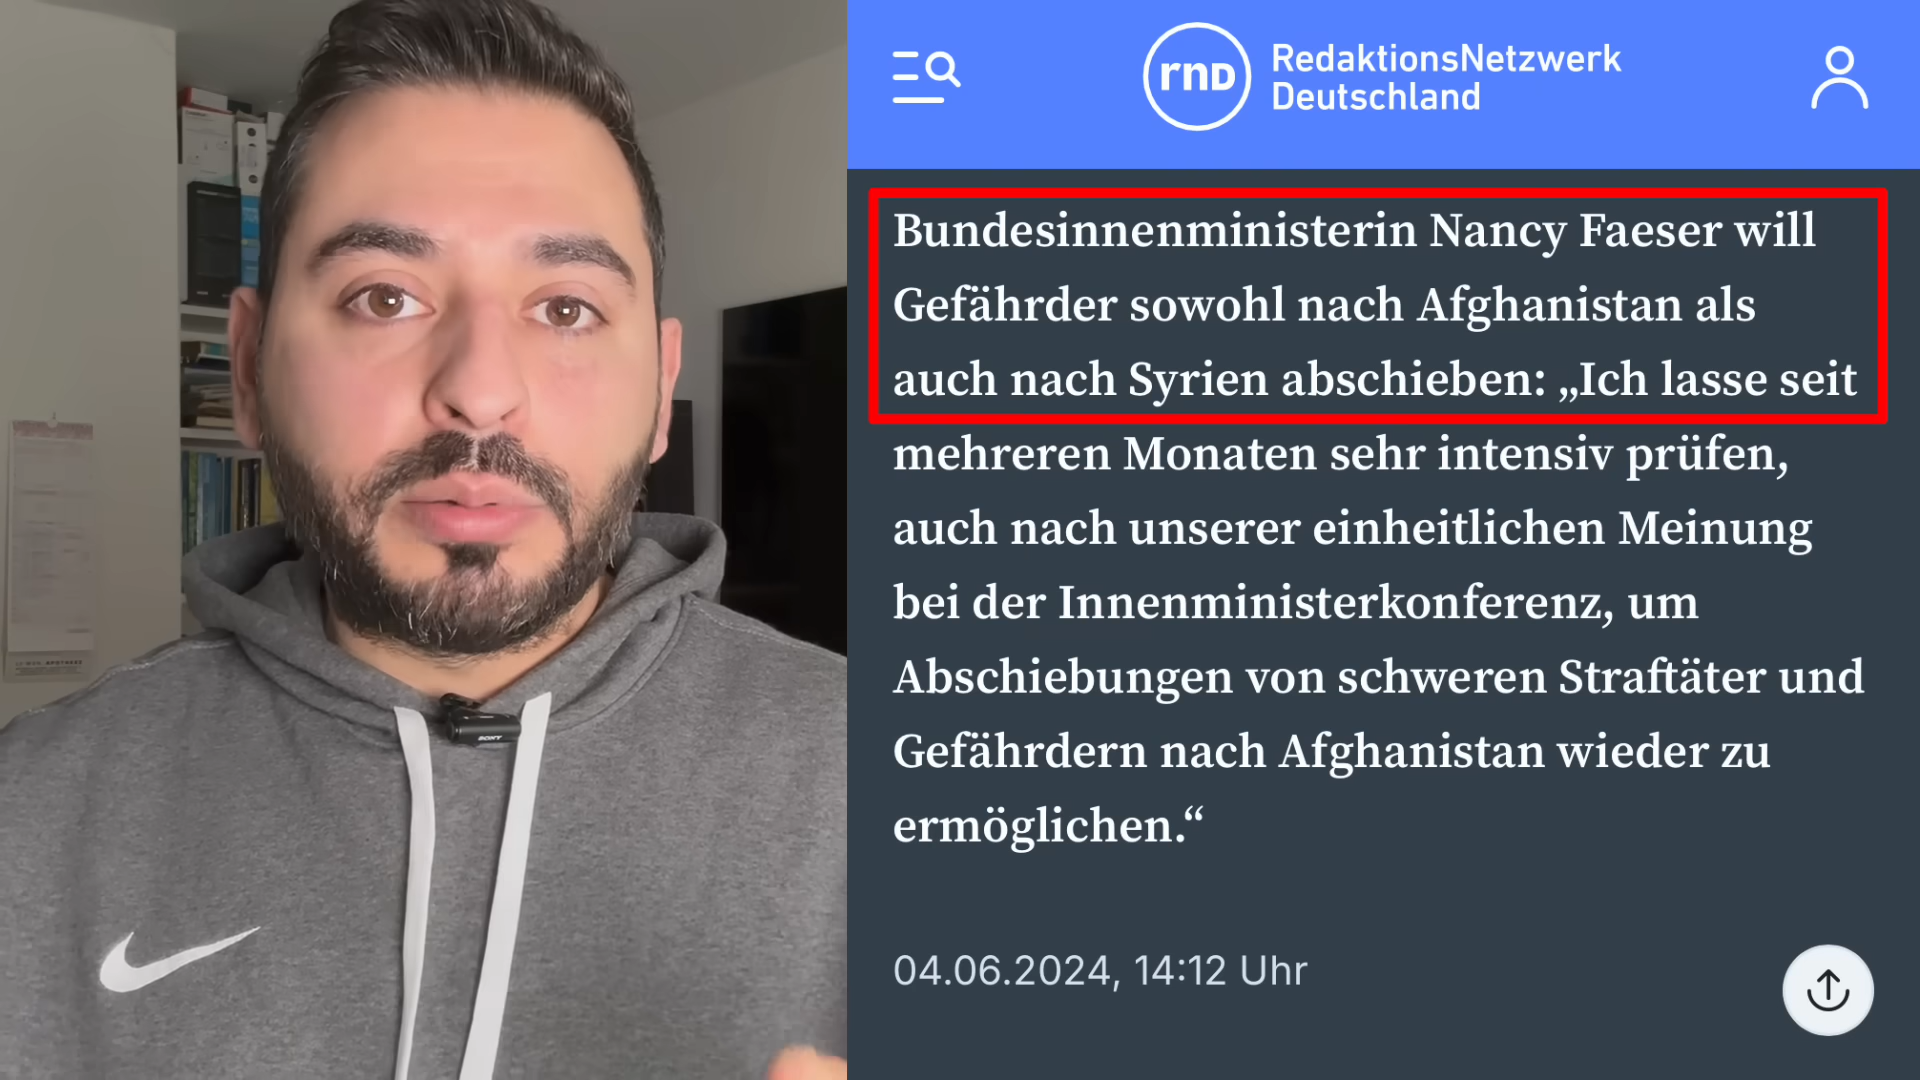 rnD
RedaktionsNetzwerk
Deutschland
Bundesinnenministerin Nancy Faeser will
Gefährder sowohl nach Afghanistan als
auch nach Syrien abschieben: „Ich lasse seit
mehreren Monaten sehr intensiv prüfen,
auch nach unserer einheitlichen Meinung
bei der Innenministerkonferenz, um
Abschiebungen von schweren Straftäter und
Gefährdern nach Afghanistan wieder zu
ermöglichen.“
04.06.2024, 14:12 Uhr
SONY